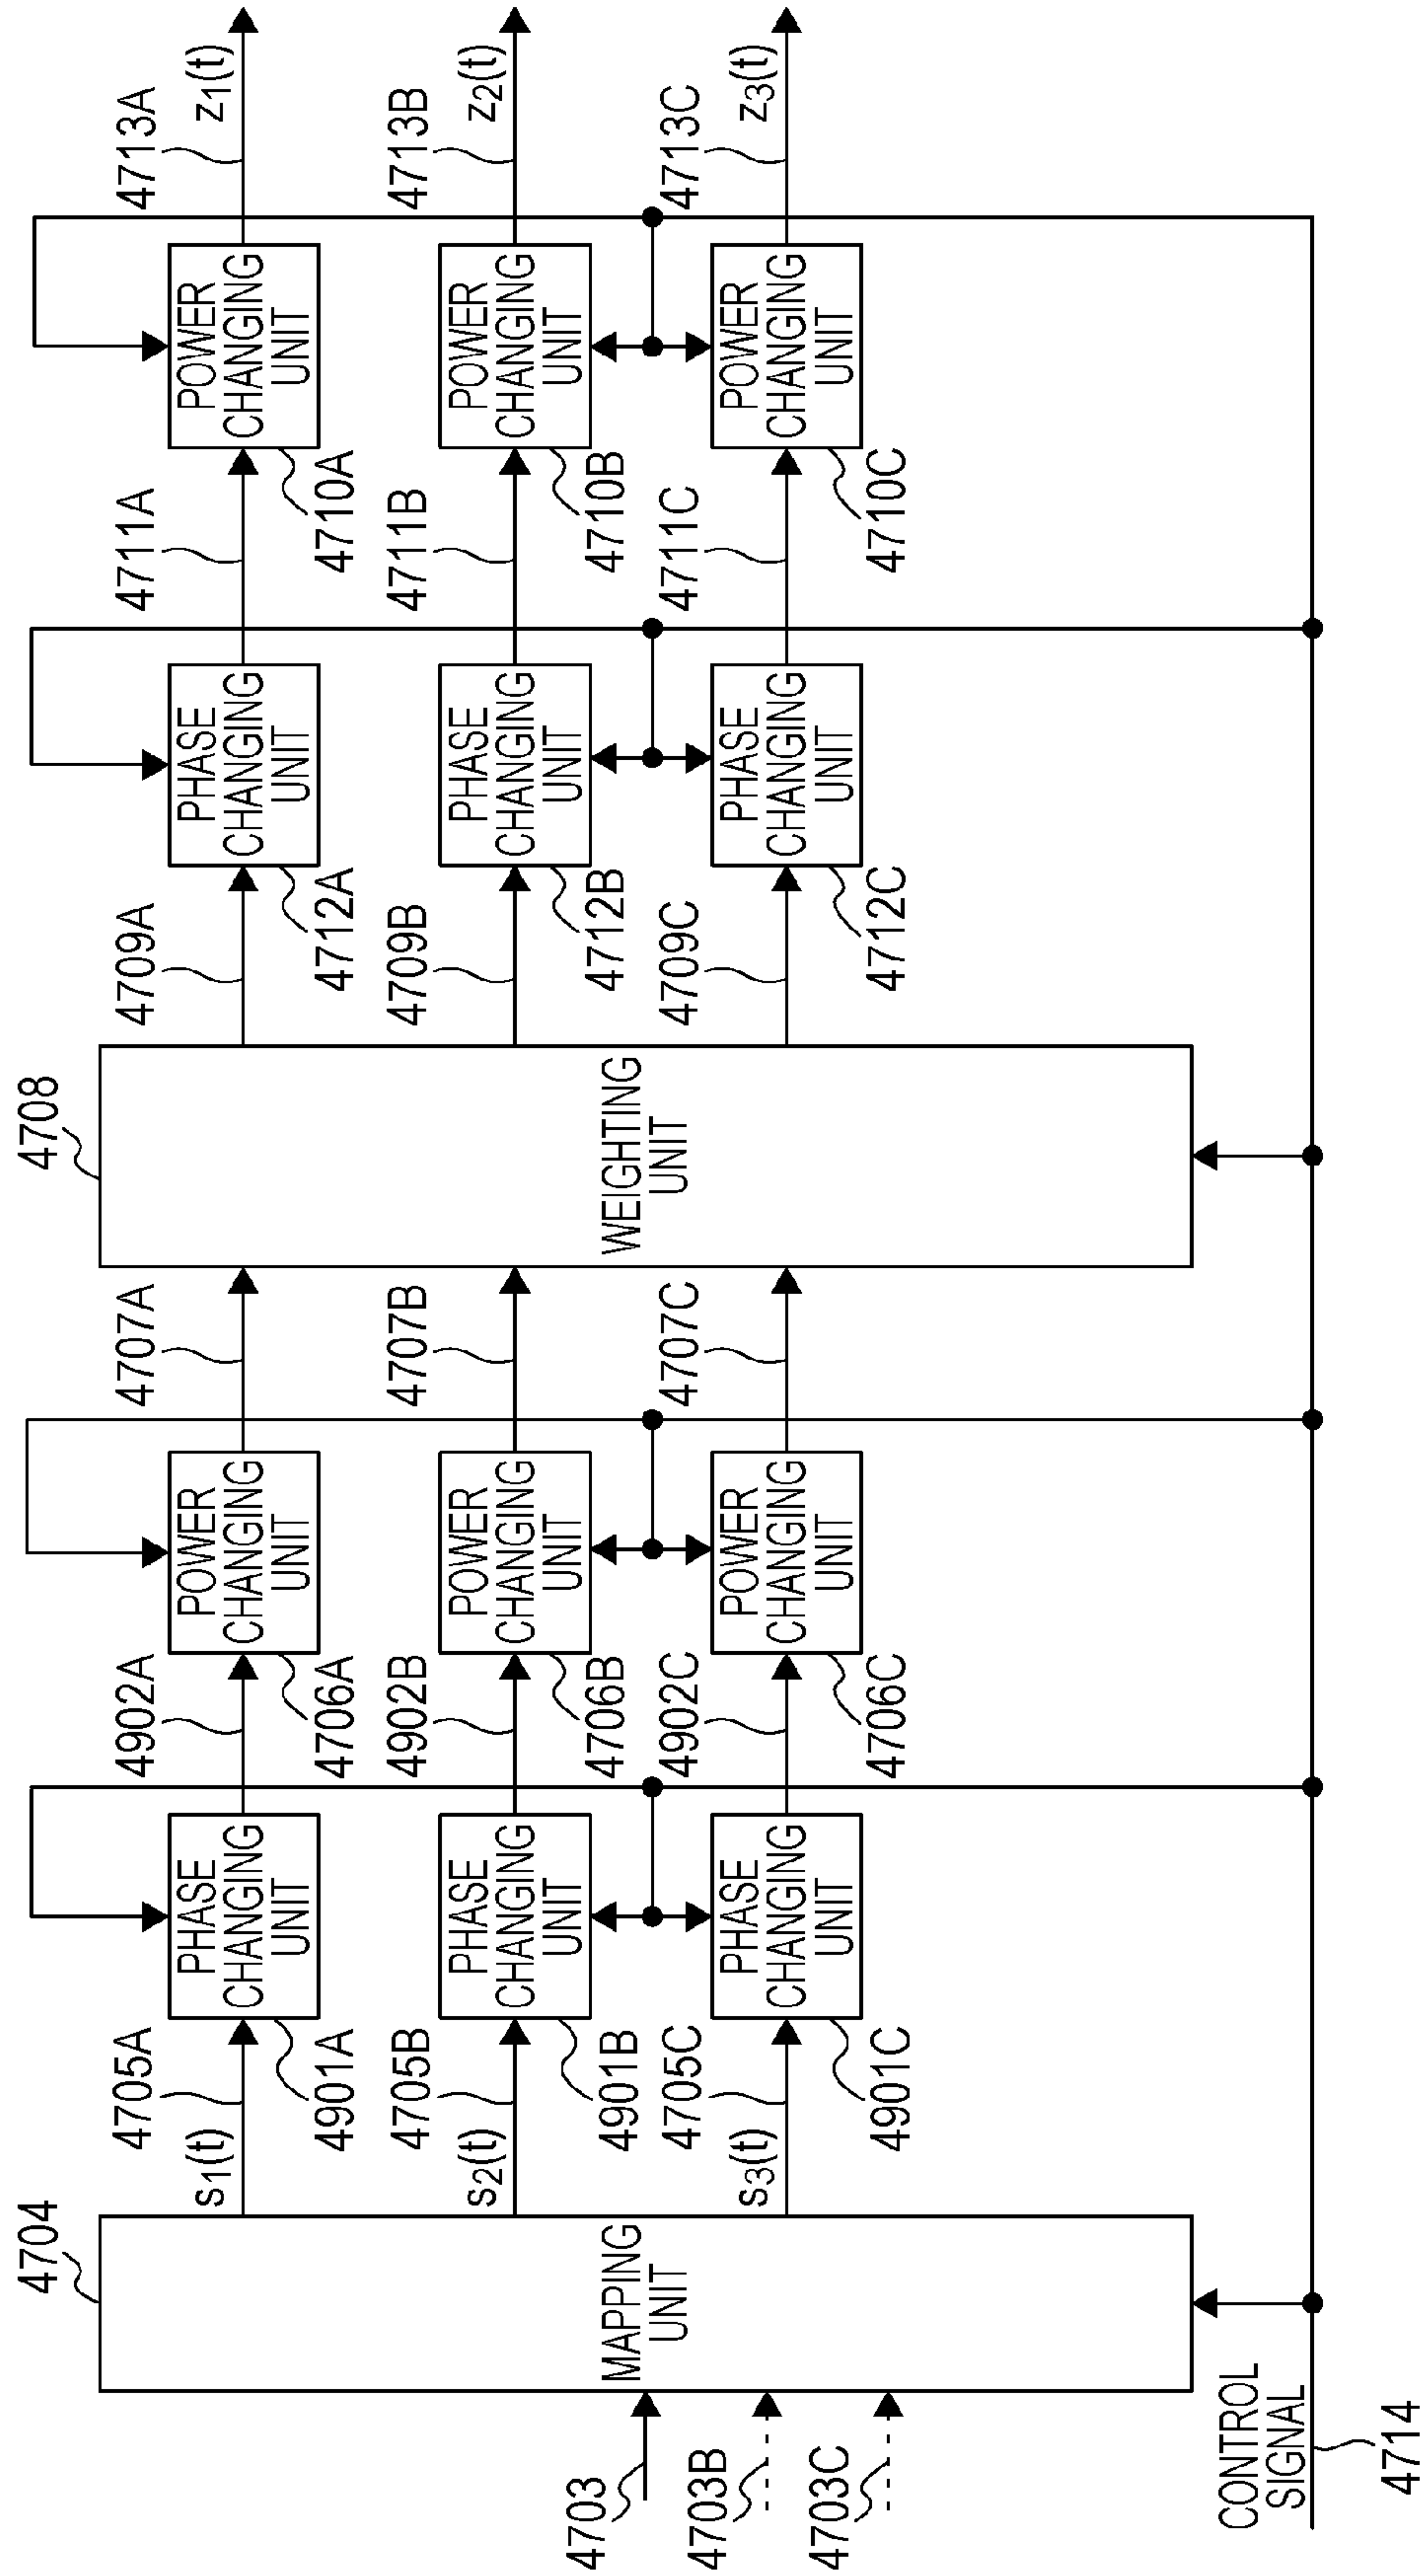 4704
MAPPING
UNIT
4703
4703B
4703C
CONTROL
SIGNAL
4714
s1(t)
4705A
PHASE
CHANGING
UNIT
4901A
4902A
POWER
CHANGING
UNIT
4706A
4707A
s2(t)
4705B
PHASE
CHANGING
UNIT
4901B
4902B
POWER
CHANGING
UNIT
4706B
4707B
s3(t)
4705C
PHASE
CHANGING
UNIT
4901C
4902C
POWER
CHANGING
UNIT
4706C
4707C
4708
WEIGHTING
UNIT
4709A
PHASE
CHANGING
UNIT
4712A
4711A
POWER
CHANGING
UNIT
4710A
4713A
z1(t)
4709B
PHASE
CHANGING
UNIT
4712B
4711B
POWER
CHANGING
UNIT
4710B
4713B
z2(t)
4709C
PHASE
CHANGING
UNIT
4712C
4711C
POWER
CHANGING
UNIT
4710C
4713C
z3(t)